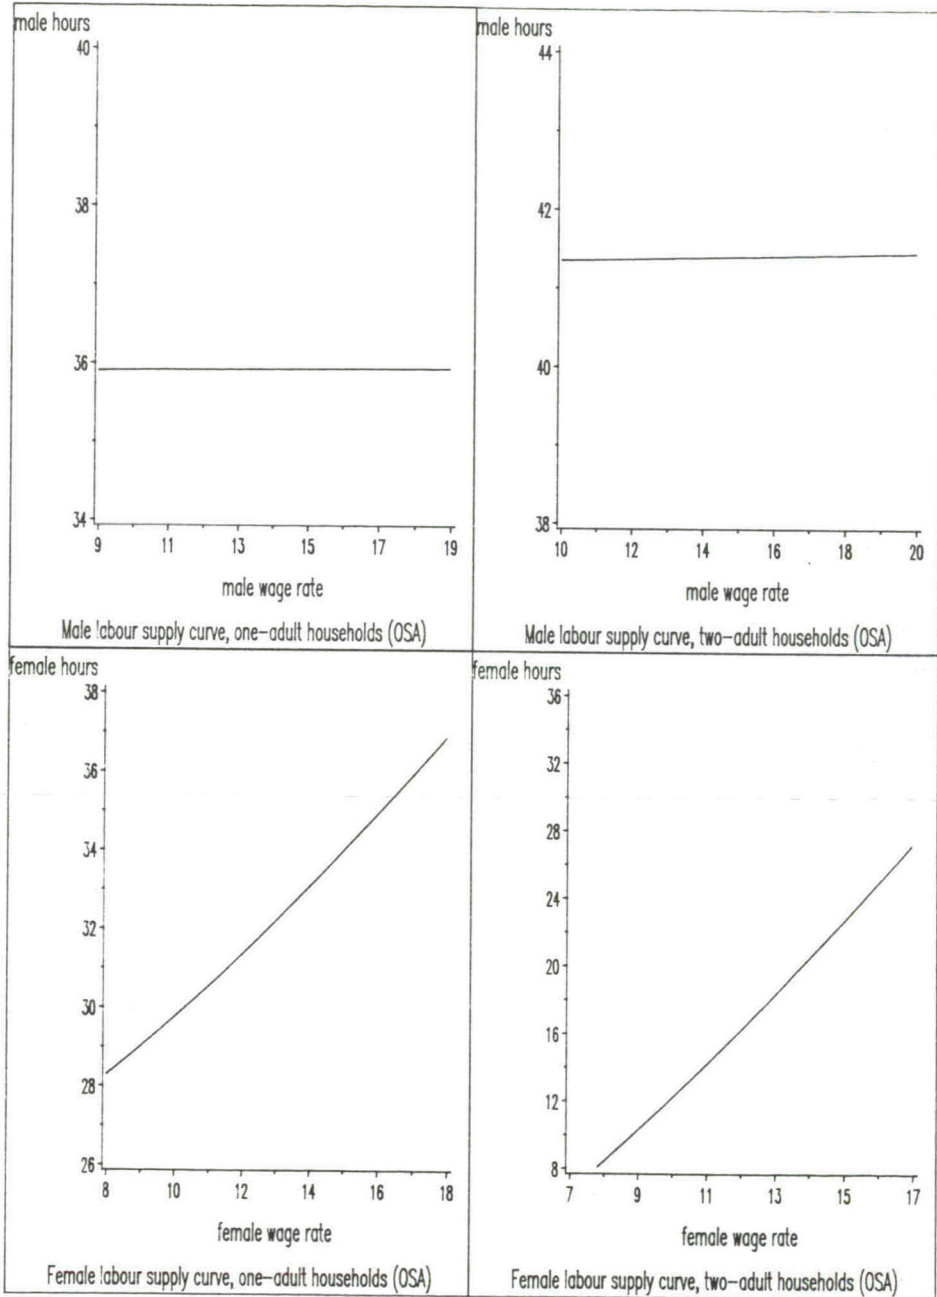 male hours
40
38
36
34
9 11 13 15 17 19
male wage rate
Male labour supply curve, one-adult households (OSA)
male hours
44
42
40
38
10 12 14 16 18 20
male wage rate
Male labour supply curve, two-adult households (OSA)
female hours
38
36
34
32
30
28
26
8 10 12 14 16 18
female wage rate
Female labour supply curve, one-adult households (OSA)
female hours
36
32
28
24
20
16
12
8
7 9 11 13 15 17
female wage rate
Female labour supply curve, two-adult households (OSA)